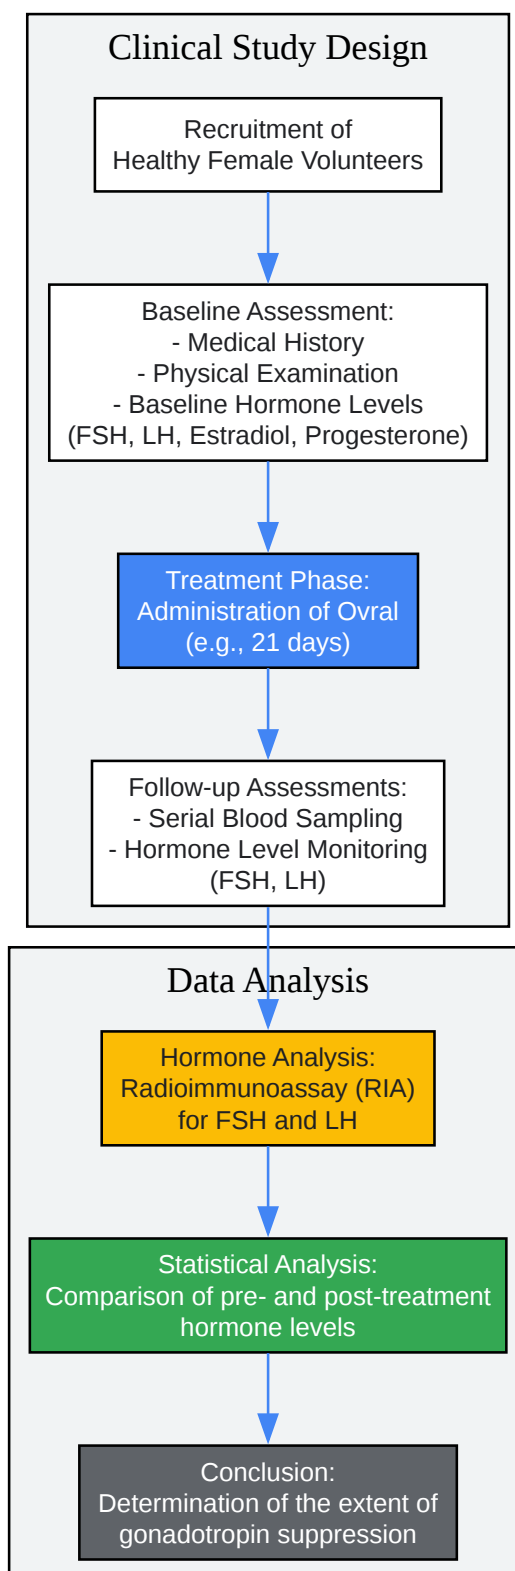 Clinical Study Design
Recruitment of
Healthy Female Volunteers
Baseline Assessment:
- Medical History
- Physical Examination
- Baseline Hormone Levels
(FSH, LH, Estradiol, Progesterone)
Treatment Phase:
Administration of Ovral
(e.g., 21 days)
Follow-up Assessments:
- Serial Blood Sampling
- Hormone Level Monitoring
(FSH, LH)
Data Analysis
Hormone Analysis:
Radioimmunoassay (RIA)
for FSH and LH
Statistical Analysis:
Comparison of pre- and post-treatment
hormone levels
Conclusion:
Determination of the extent of
gonadotropin suppression